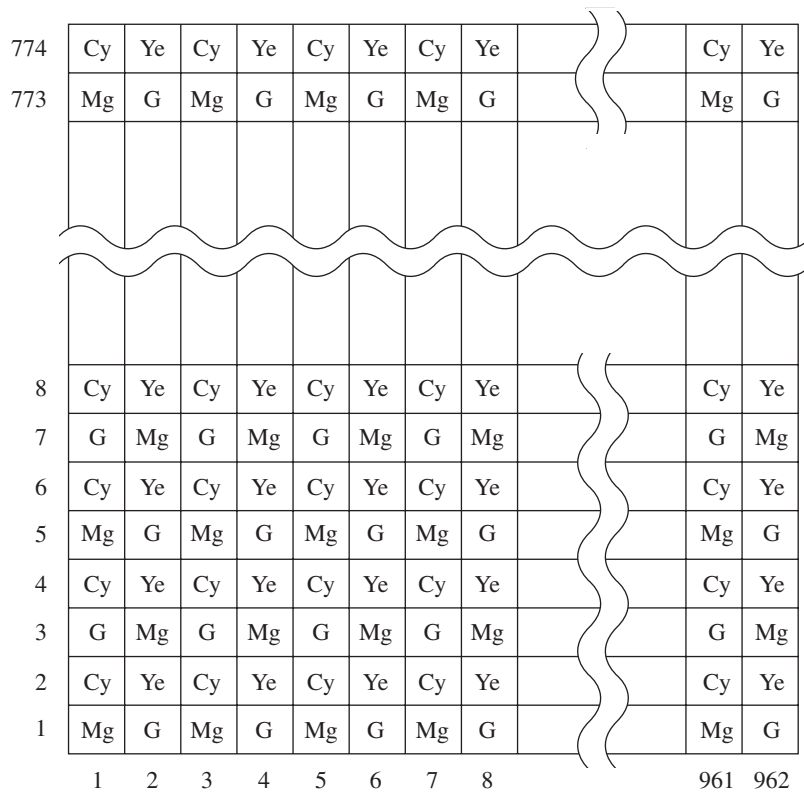 774 Cy Ye Cy Ye Cy Ye Cy Ye Cy Ye
773 Mg G Mg G Mg G Mg G Mg G
8 Cy Ye Cy Ye Cy Ye Cy Ye Cy Ye
7 G Mg G Mg G Mg G Mg G Mg
6 Cy Ye Cy Ye Cy Ye Cy Ye Cy Ye
5 Mg G Mg G Mg G Mg G Mg G
4 Cy Ye Cy Ye Cy Ye Cy Ye Cy Ye
3 G Mg G Mg G Mg G Mg G Mg
2 Cy Ye Cy Ye Cy Ye Cy Ye Cy Ye
1 Mg G Mg G Mg G Mg G Mg G
1 2 3 4 5 6 7 8 961 962